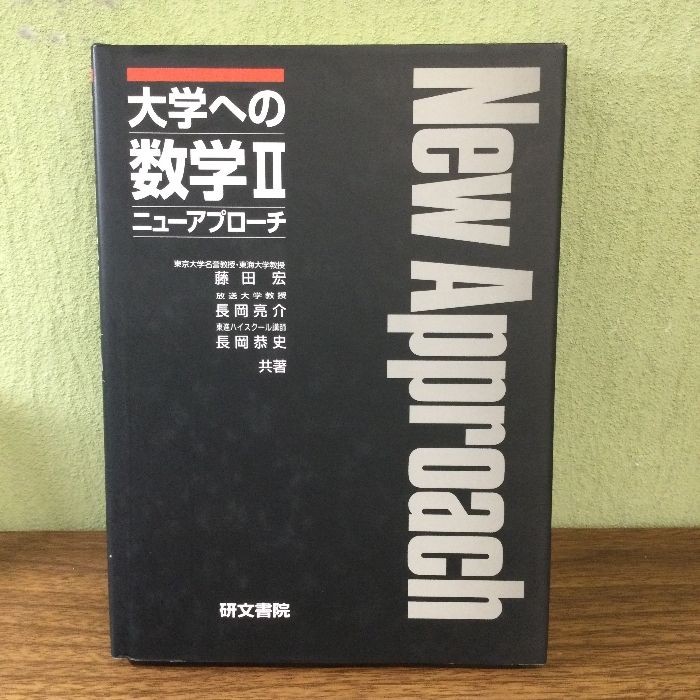 大学への
数学Ⅱ
ニューアプローチ
東京大学名誉教授・東海大学教授
藤田宏
放送大学教授
長岡亮介
東進ハイスクール講師
長岡恭史
共著
New Approach
研文書院